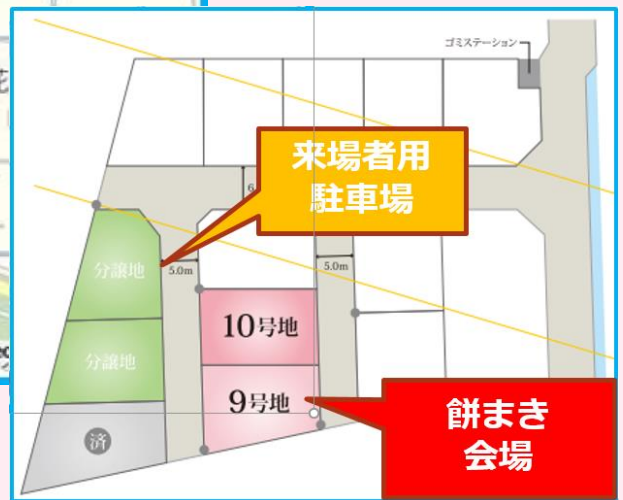 ゴミステーション
来場者用
駐車場
分譲地
5.0m
5.0m
10号地
分譲地
9号地
餅まき
会場
済